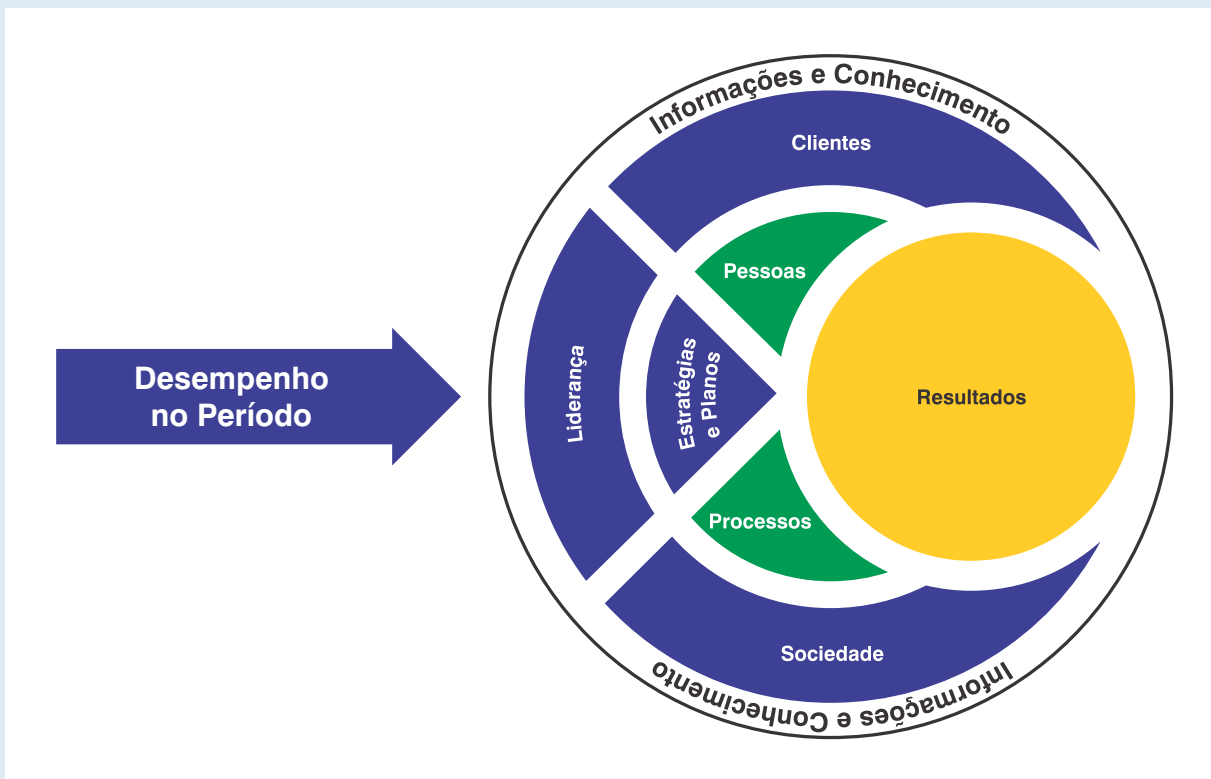 Informações e Conhecimento
Clientes
Pessoas
Desempenho
no Período
Liderança
Estratégias
e Planos
Resultados
Processos
Sociedade
Informações e Conhecimento